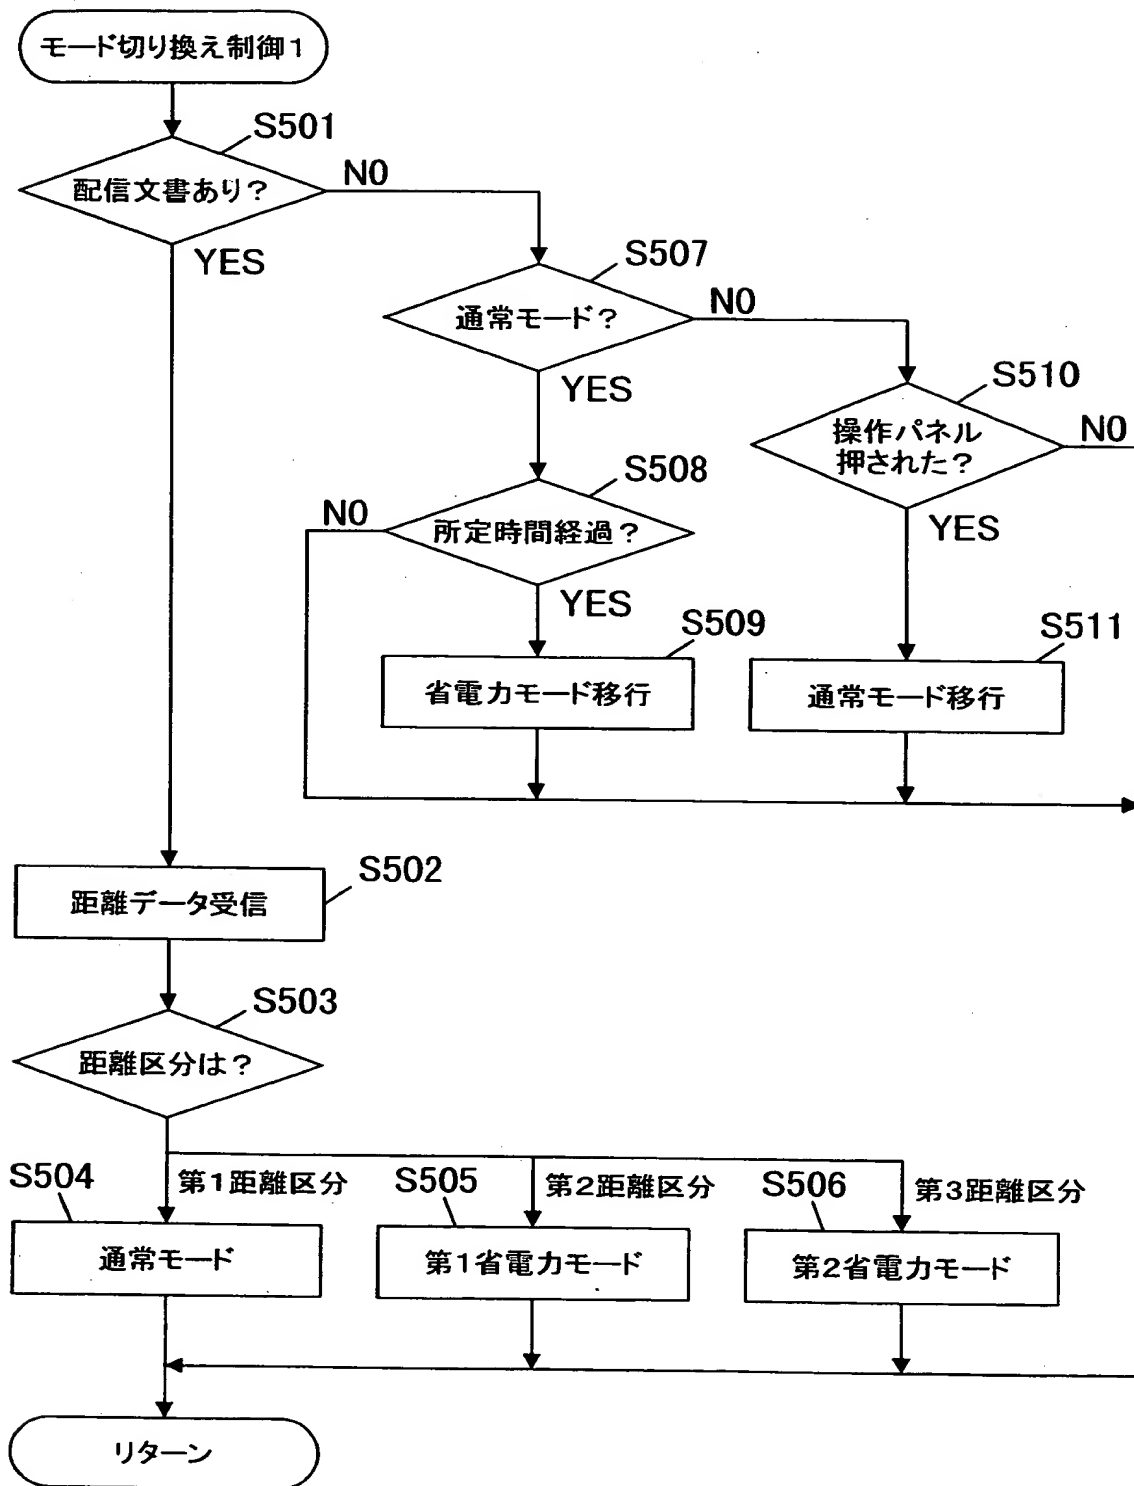 モード切り換え制御1
S501
配信文書あり?
NO
YES
S507
通常モード?
NO
YES
S510
操作パネル
押された?
NO
YES
S508
所定時間経過?
NO
YES
S509
省電力モード移行
S511
通常モード移行
S502
距離データ受信
S503
距離区分は?
S504
第1距離区分
通常モード
S505
第2距離区分
第1省電力モード
S506
第3距離区分
第2省電力モード
リターン